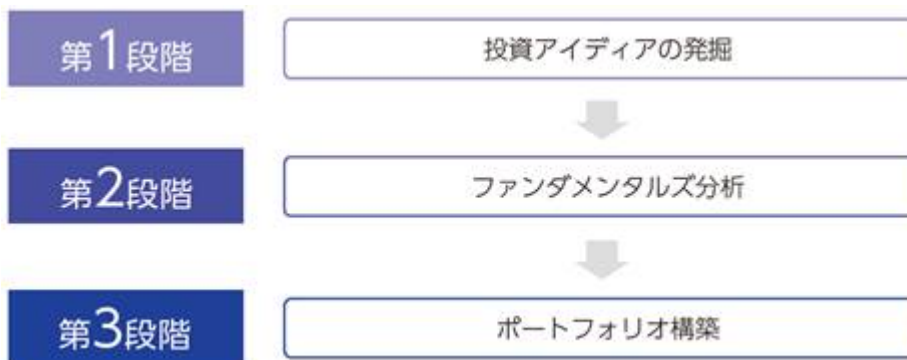 第1段階
投資アイディアの発掘
第2段階
ファンダメンタルズ分析
第3段階
ポートフォリオ構築